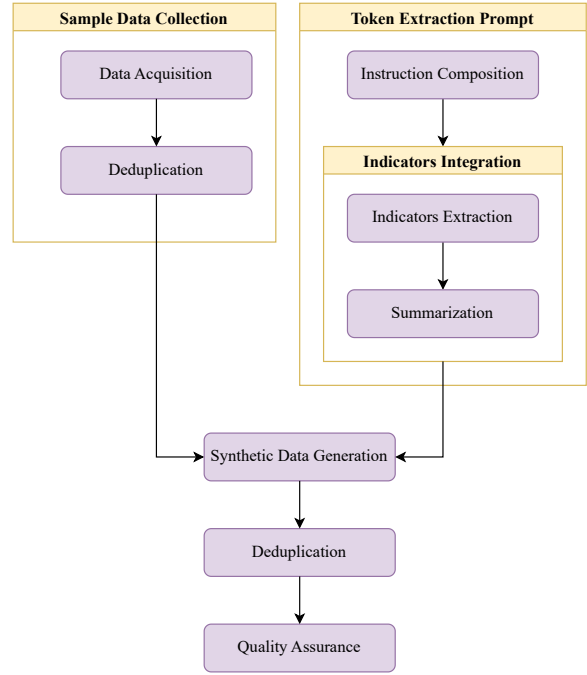 Sample Data Collection
Data Acquisition
Deduplication
Token Extraction Prompt
Instruction Composition
Indicators Integration
Indicators Extraction
Summarization
Synthetic Data Generation
Deduplication
Quality Assurance